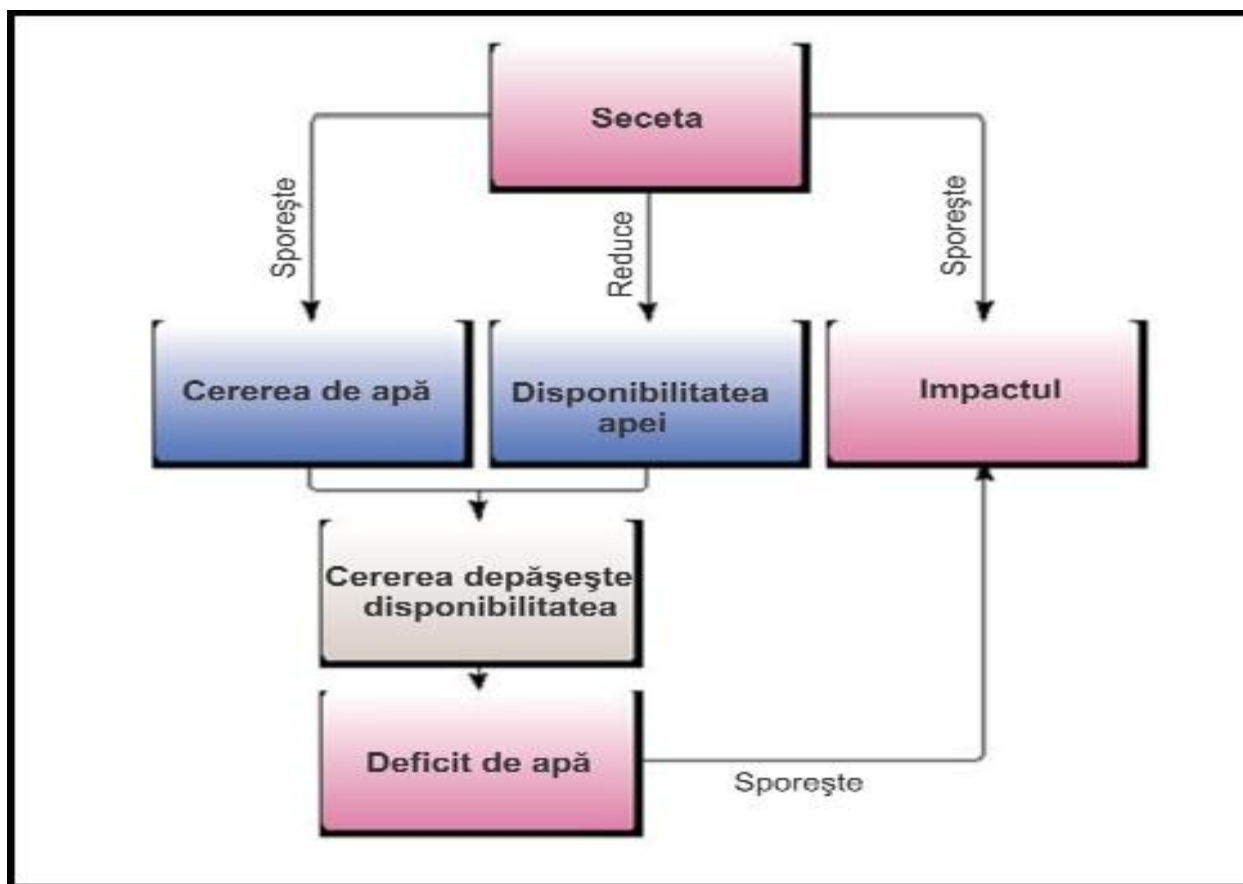 Seceta
Sporeşte
Reduce
Sporeşte
Cererea de apă
Disponibilitatea
apei
Impactul
Cererea depăşeşte
disponibilitatea
Deficit de apă
Sporeşte